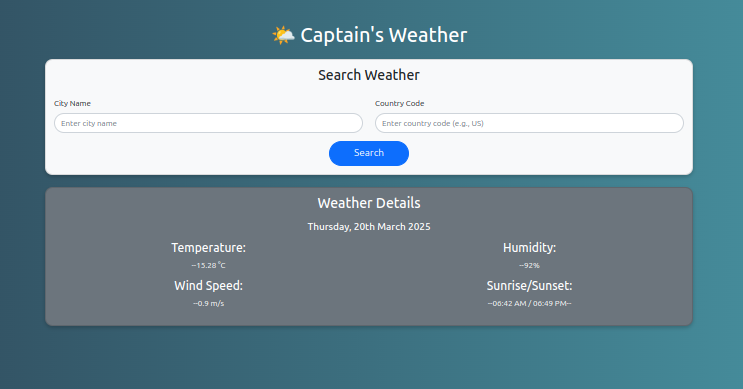 Captain's Weather
Search Weather
City Name
Country Code
Enter city name
Enter country code (e.g., US)
Search
Weather Details
Thursday, 20th March 2025
Temperature:
Humidity:
--15.28 °C
--92%
Wind Speed:
Sunrise/Sunset:
--0.9 m/s
--06:42 AM / 06:49 PM--